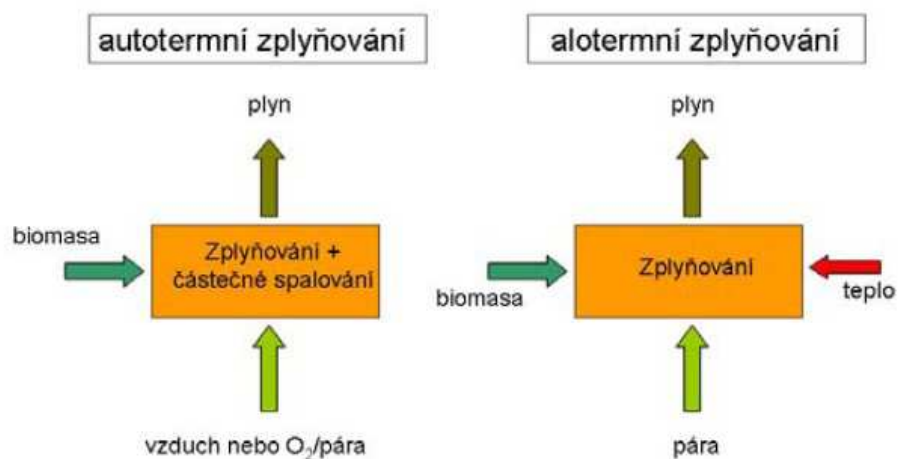 autotermní zplyňování
plyn
biomasa
Zplyňování +
částečné spalování
vzduch nebo O₂/pára
alotermní zplyňování
plyn
biomasa
Zplyňování
teplo
pára